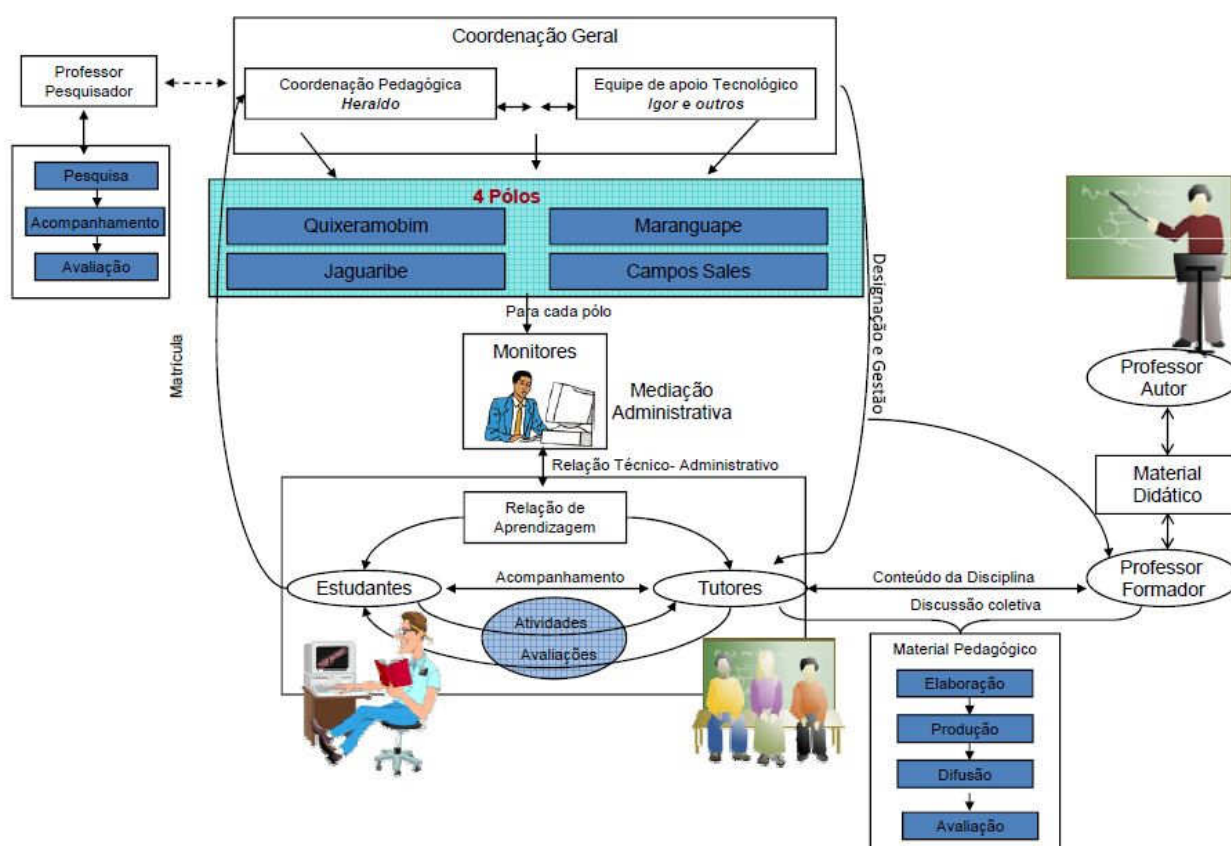 Coordenação Geral
Professor
Pesquisador
Coordenação Pedagógica
Heraldo
Equipe de apoio Tecnológico
Igor e outros
Pesquisa
Acompanhamento
Avaliação
4 Pólos
Quixeramobim
Maranguape
Jaguaribe
Campos Sales
Para cada pólo
Matrícula
Designação e Gestão
Monitores
Mediação
Administrativa
Relação Técnico- Administrativo
Professor
Autor
Material
Didático
Relação de
Aprendizagem
Estudantes
Acompanhamento
Tutores
Conteúdo da Disciplina
Professor
Formador
Discussão coletiva
Atividades
Avaliações
Material Pedagógico
Elaboração
Produção
Difusão
Avaliação